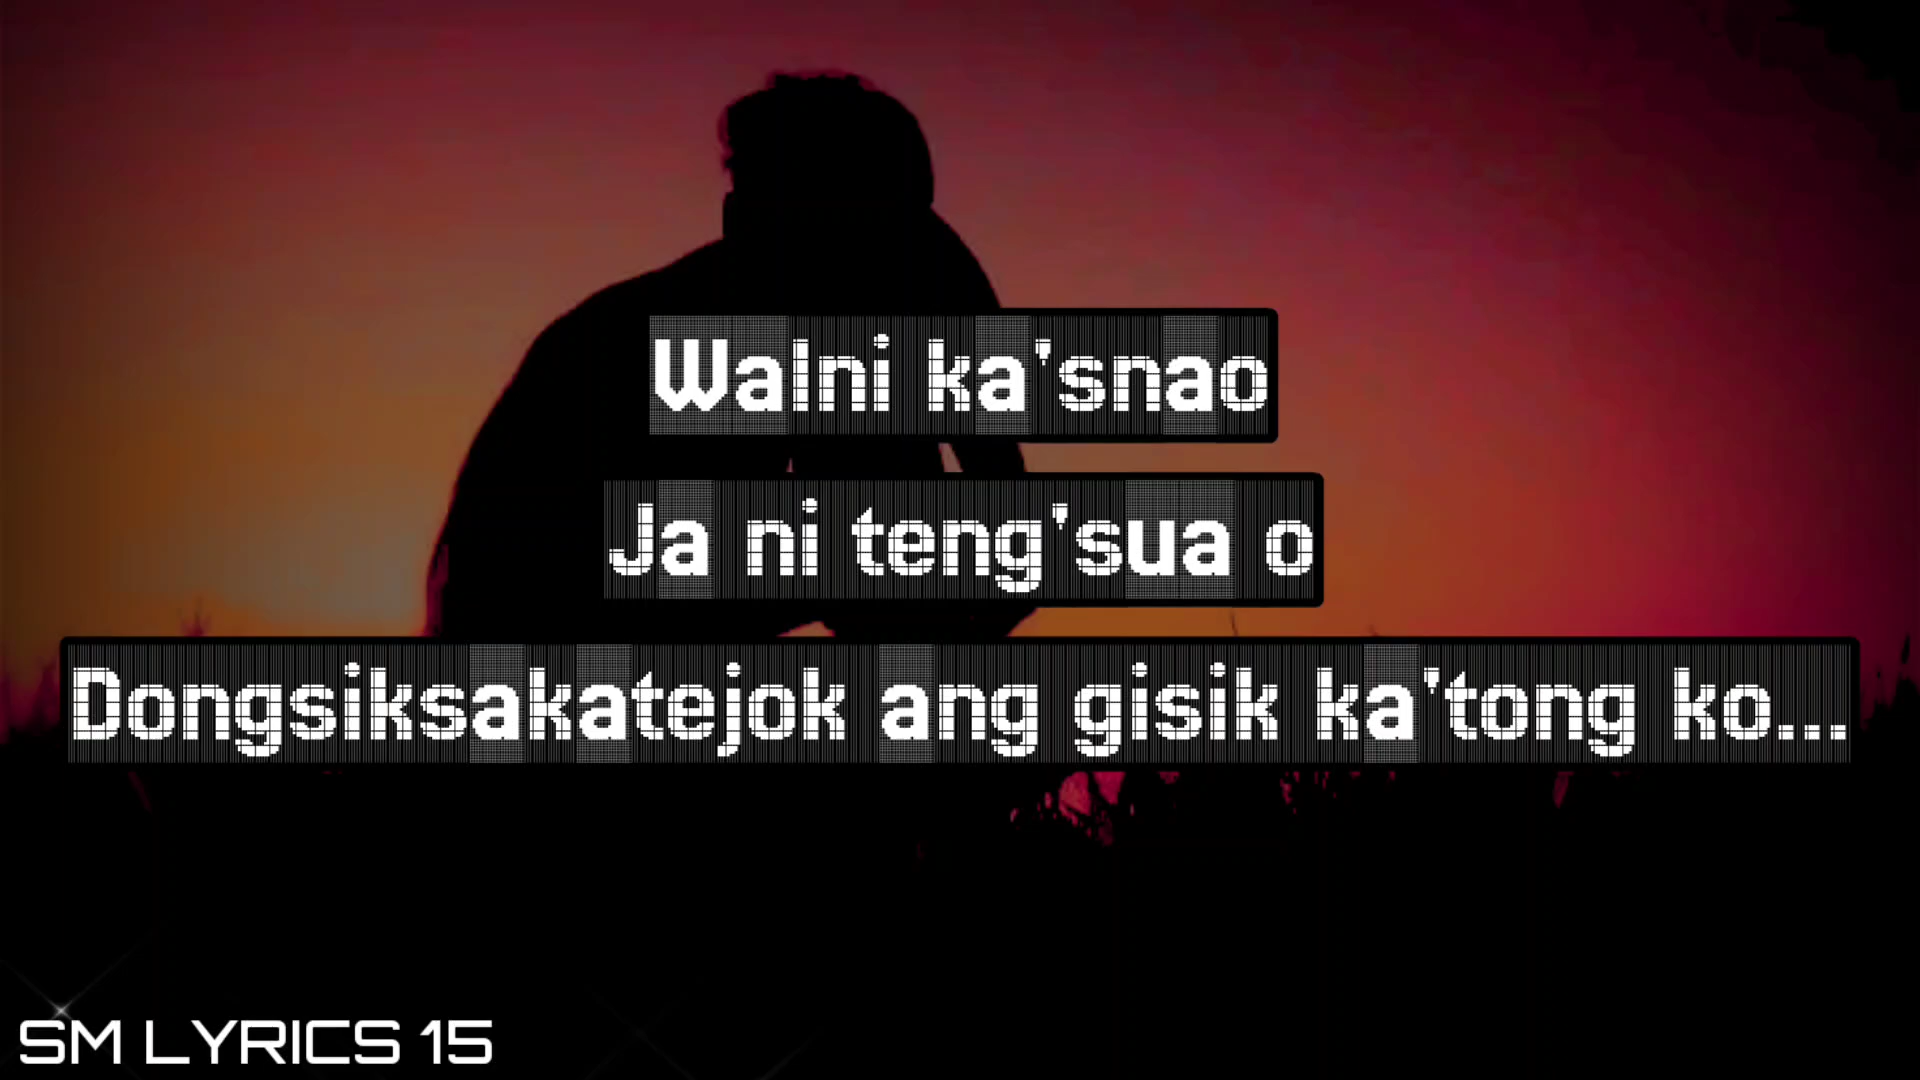 Walni ka'snao
Ja ni teng'sua o
Dongsiksakatejok ang gisik ka'tong ko...
SM LYRICS 15